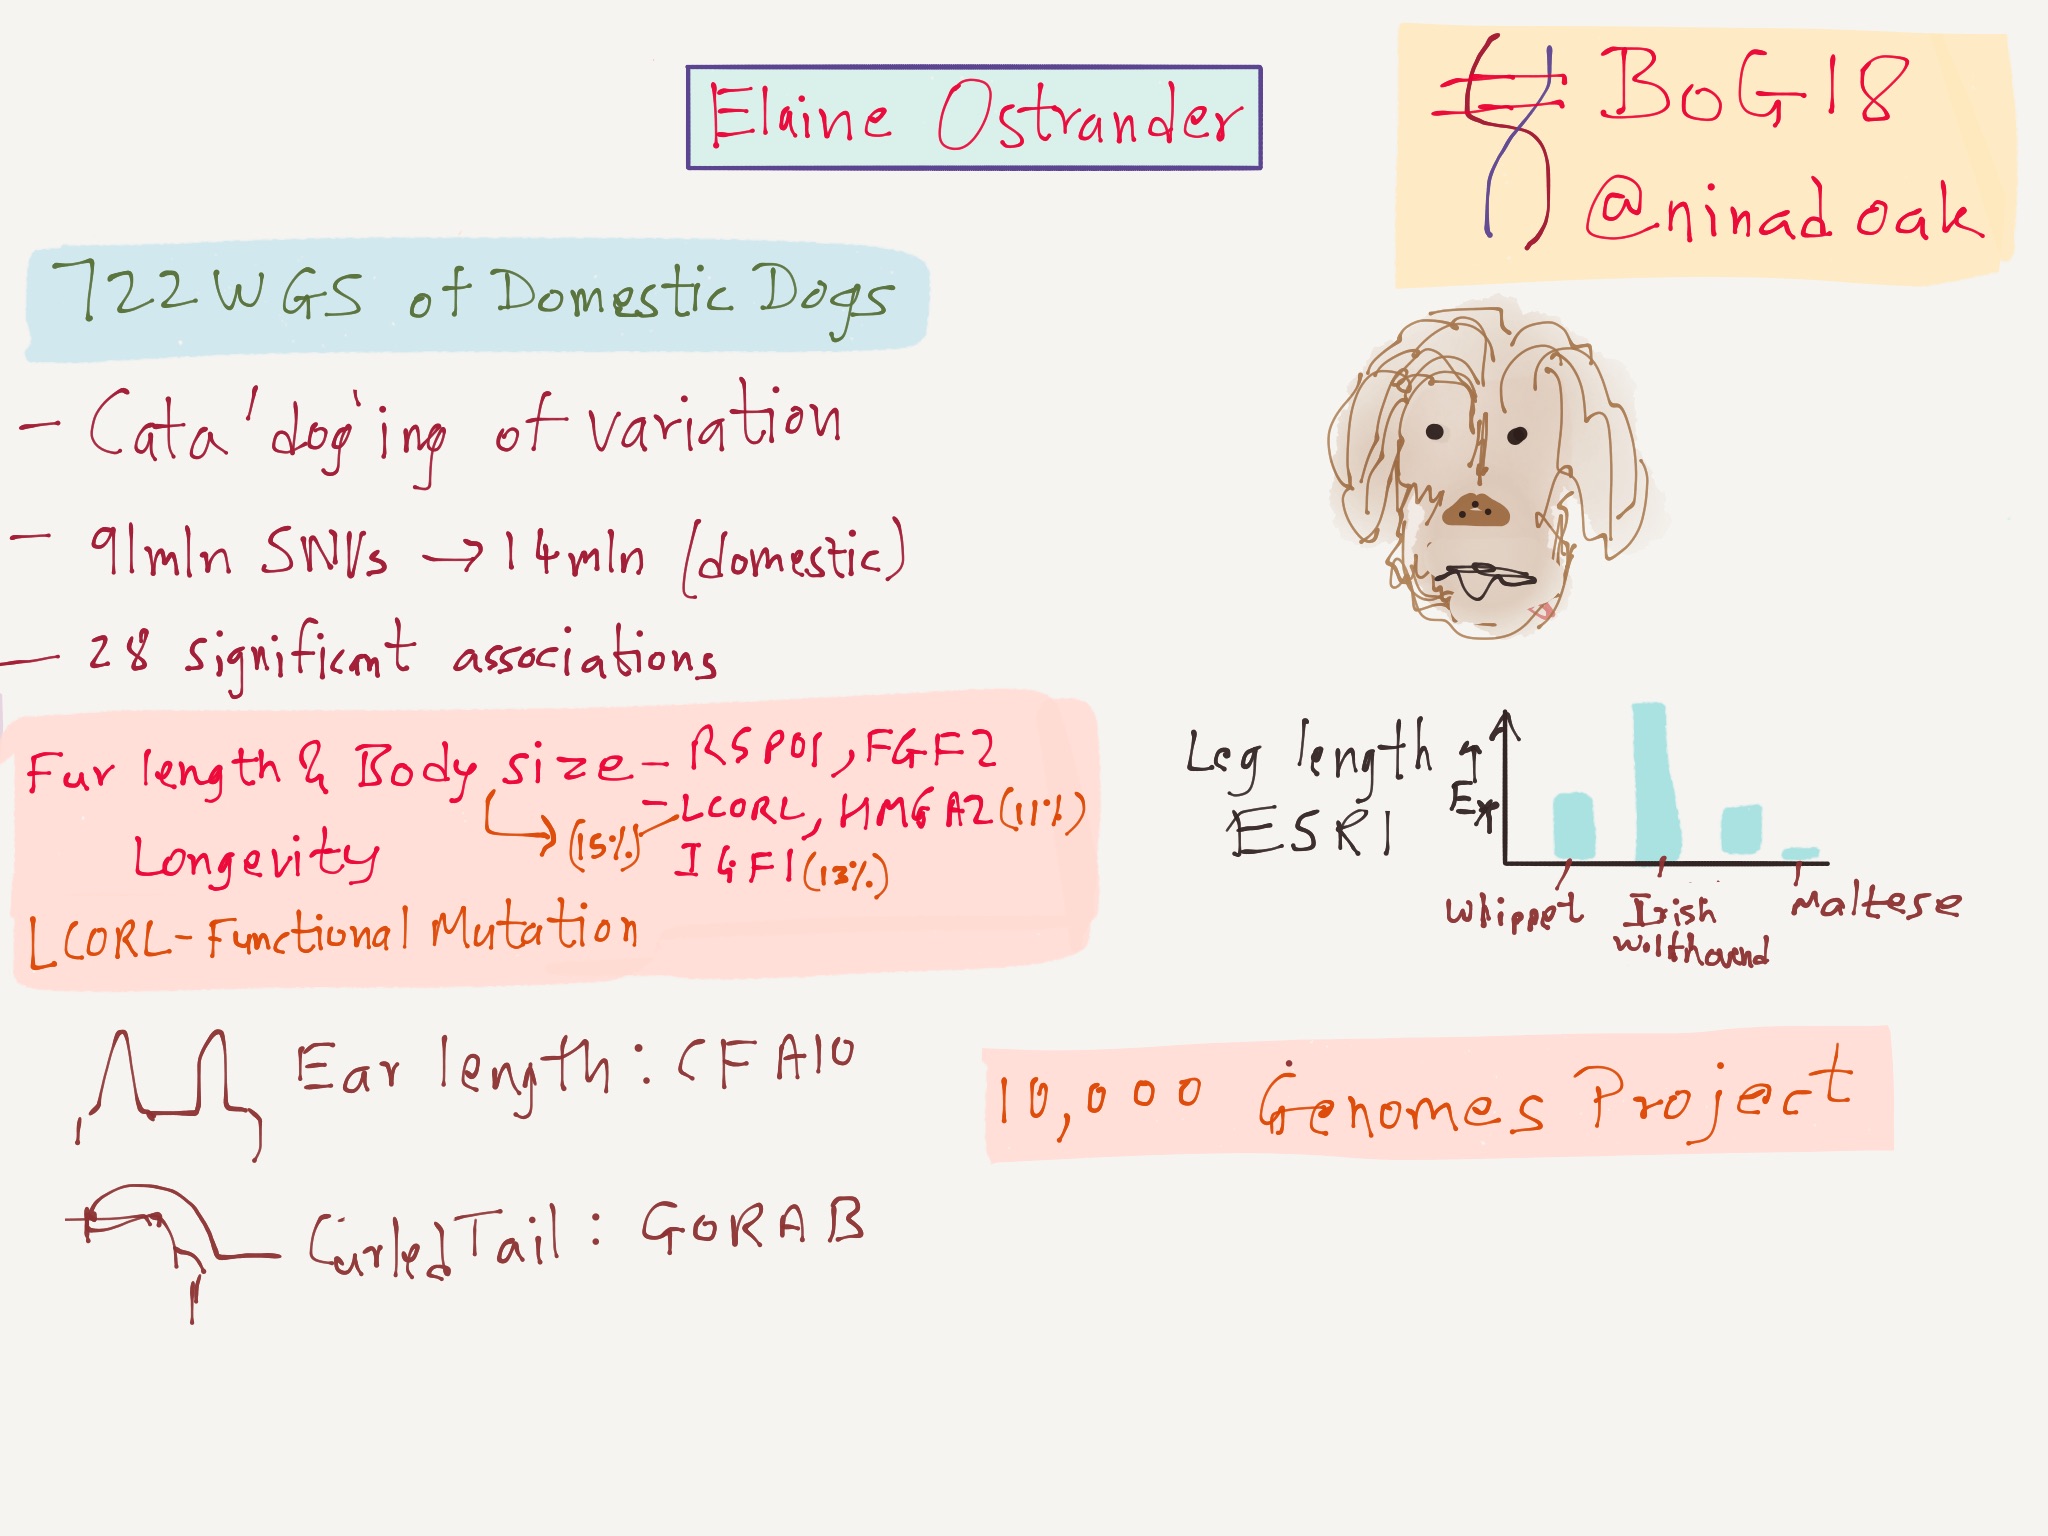 Elaine Ostrander
# BoG18
@ninadoak
722 WGS of Domestic Dogs
- Cata'dog'ing of variation
- 91mln SNVs → 14mln (domestic)
- 28 significant associations
Fur length & Body size - RSPO1, FGF2
→ (15%) - LCORL, HMGA2 (11%)
Longevity IGF1 (13%)
LCORL - Functional Mutation
Leg length
ESR1
Ex
Whippet Irish Maltese
wolfhound
Ear length: CFA10
Curled Tail: GORAB
10,000 Genomes Project